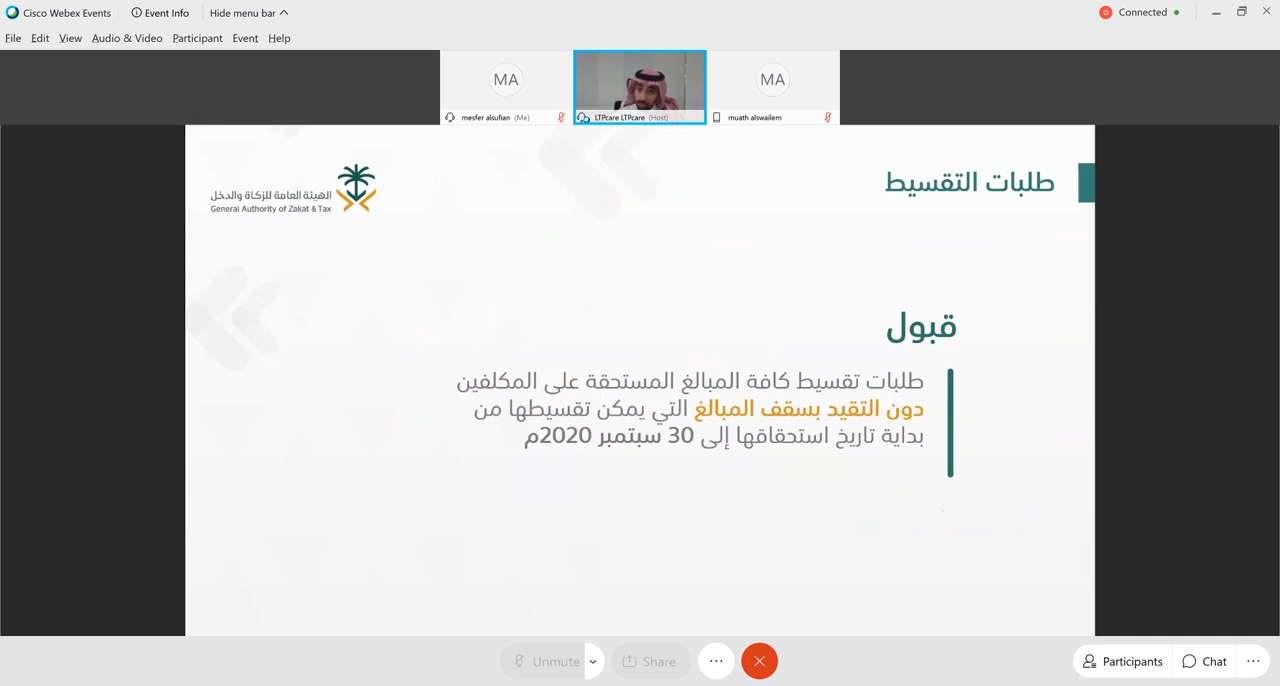 Cisco Webex Events
Event Info
Hide menu bar
Connected
File Edit View Audio & Video Participant Event Help
MA
mesfer alsufian (Me)
LTPcare LTPcare (Host)
MA
muath alswailem
الهيئة العامة للزكاة والدخل
General Authority of Zakat & Tax
طلبات التقسيط
قبول
طلبات تقسيط كافة المبالغ المستحقة على المكلفين
دون التقيد بسقف المبالغ التي يمكن تقسيطها من
بداية تاريخ استحقاقها إلى 30 سبتمبر 2020م
Unmute
Share
Participants
Chat